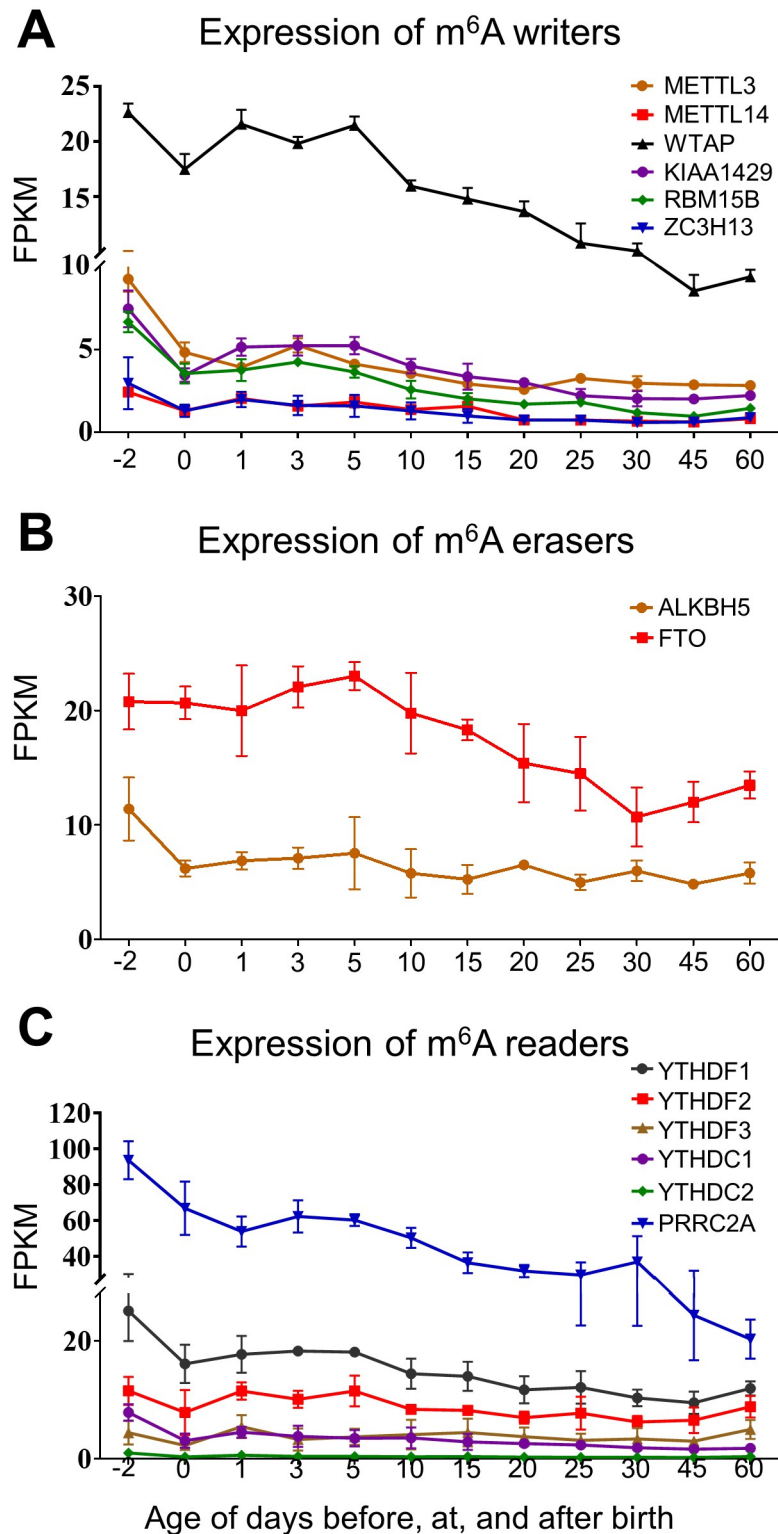 A
Expression of m⁶A writers
25
20
15
10
5
0
FPKM
METTL3
METTL14
WTAP
KIAA1429
RBM15B
ZC3H13
-2 0 1 3 5 10 15 20 25 30 45 60
B
Expression of m⁶A erasers
30
20
10
0
FPKM
ALKBH5
FTO
-2 0 1 3 5 10 15 20 25 30 45 60
C
Expression of m⁶A readers
120
100
80
60
40
20
0
FPKM
YTHDF1
YTHDF2
YTHDF3
YTHDC1
YTHDC2
PRRC2A
-2 0 1 3 5 10 15 20 25 30 45 60
Age of days before, at, and after birth